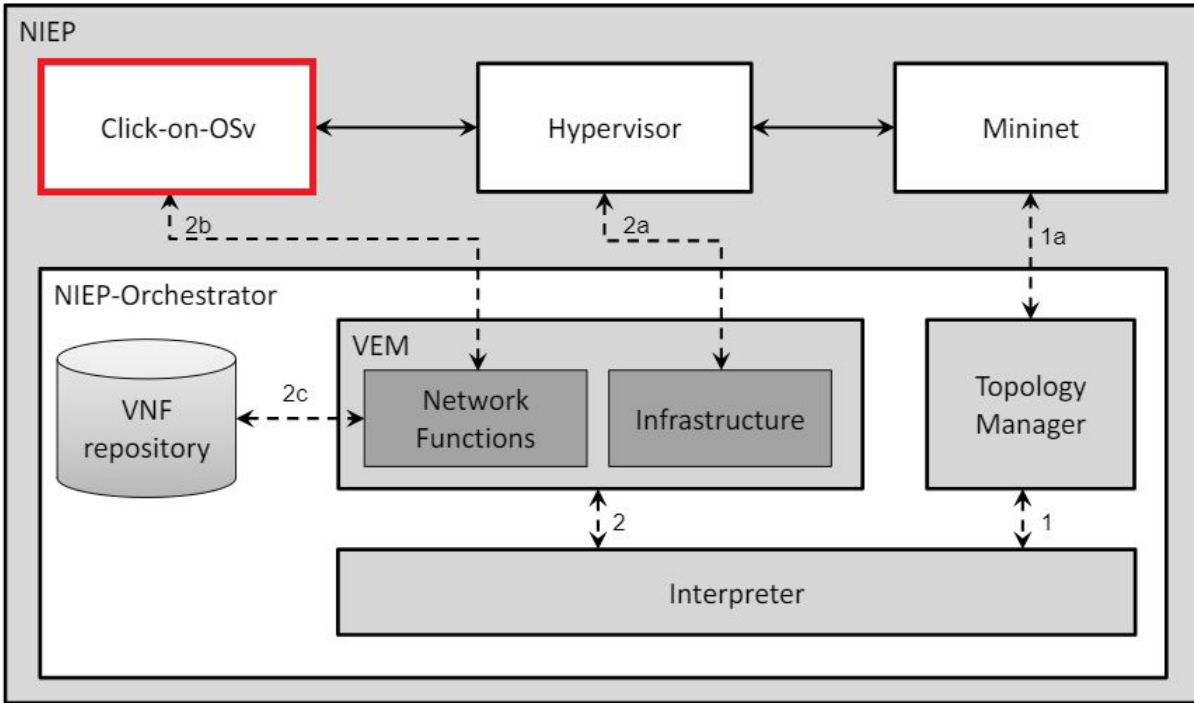 NIEP
Click-on-OSv
Hypervisor
Mininet
2b
2a
1a
NIEP-Orchestrator
VNF
repository
2c
VEM
Network
Functions
Infrastructure
Topology
Manager
2
1
Interpreter